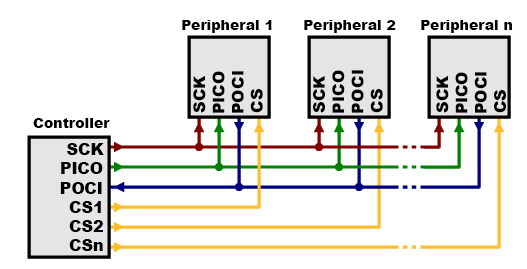 Peripheral 1
Peripheral 2
Peripheral n
SCK
PICO
POCI
CS
SCK
PICO
POCI
CS
SCK
PICO
POCI
CS
Controller
SCK
PICO
POCI
CS1
CS2
CSn